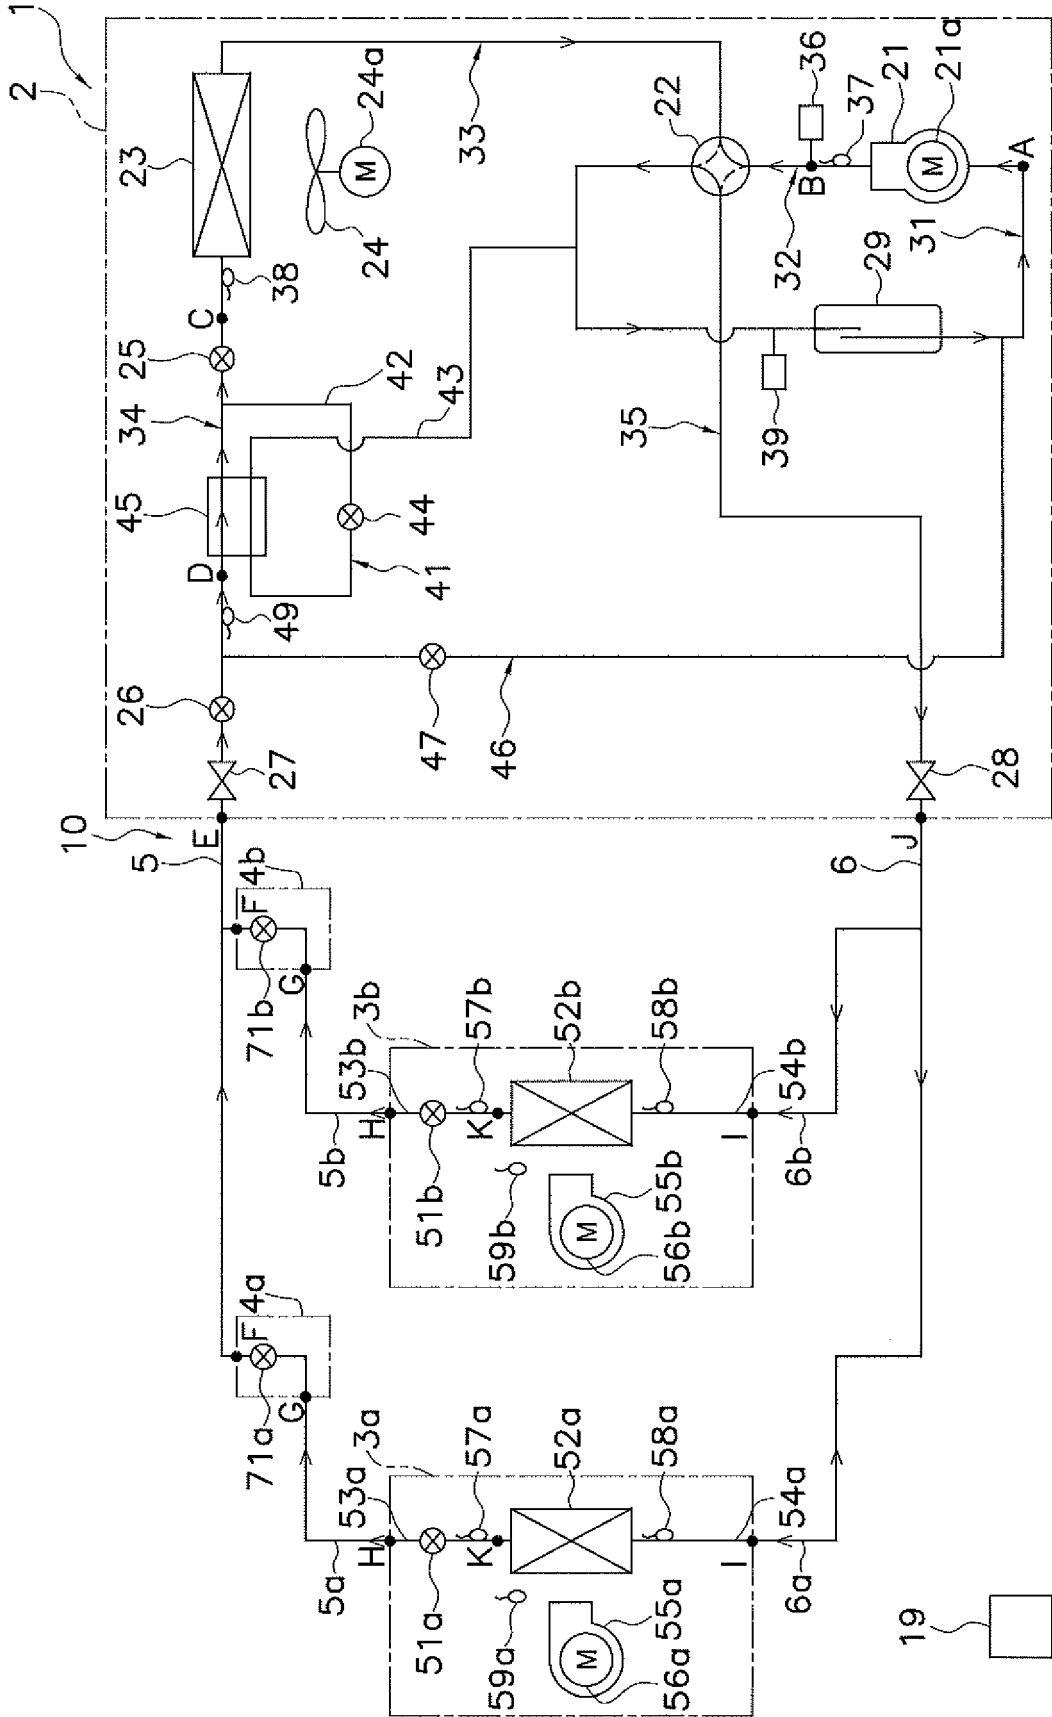 1
2
23
24a
M
24
33
22
36
37
21
21a
M
A
B
32
31
29
38
C
25
34
42
43
35
39
45
44
41
D
49
26
47
46
27
28
10
E
5
J
6
4b
F
71b
G
3b
53b
57b
52b
58b
54b
H
K
I
5b
51b
59b
M
56b
55b
6b
4a
F
71a
G
3a
53a
57a
52a
58a
54a
H
K
I
5a
51a
59a
M
56a
55a
6a
19